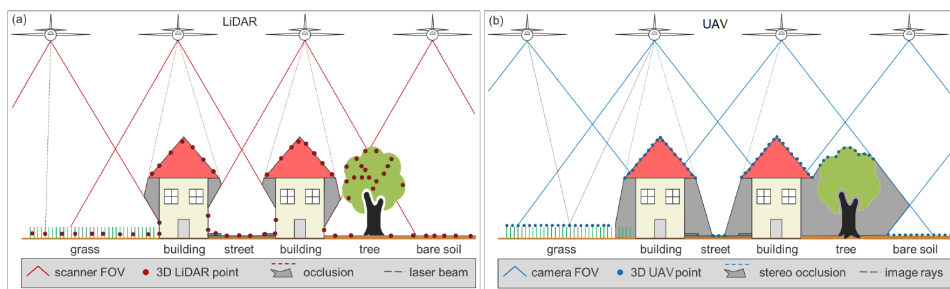 (a) LiDAR
grass building street building tree bare soil
scanner FOV 3D LiDAR point occlusion laser beam
(b) UAV
grass building street building tree bare soil
camera FOV 3D UAV point stereo occlusion image rays